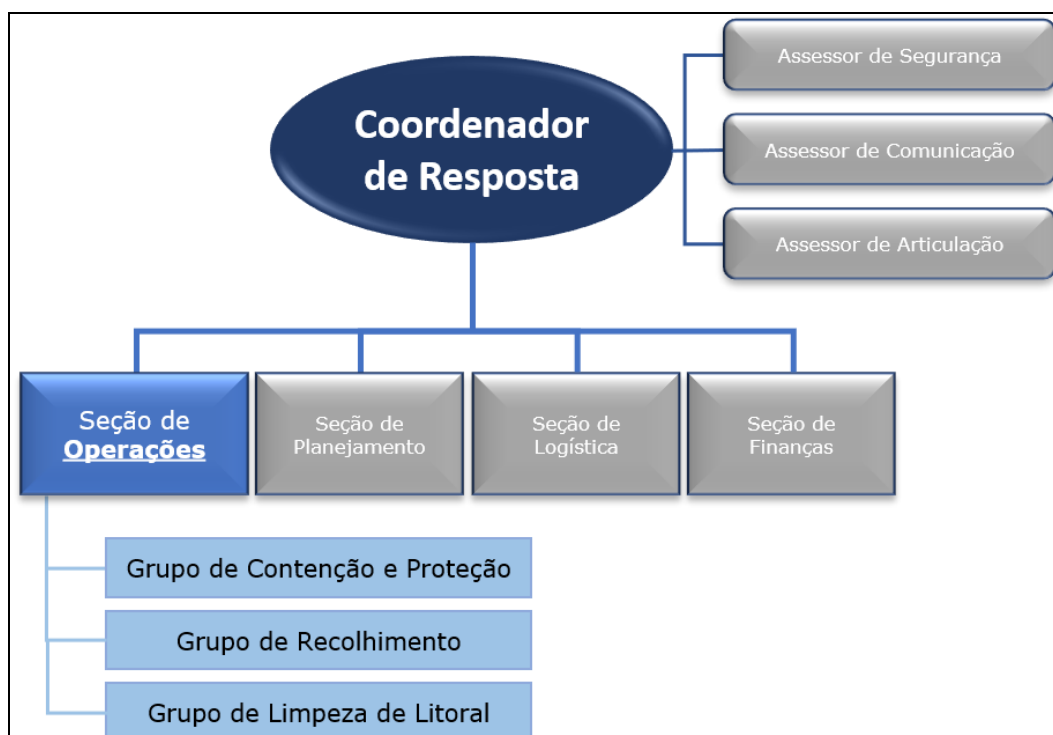 Coordenador
de Resposta
Assessor de Segurança
Assessor de Comunicação
Assessor de Articulação
Seção de
Operações
Seção de
Planejamento
Seção de
Logística
Seção de
Finanças
Grupo de Contenção e Proteção
Grupo de Recolhimento
Grupo de Limpeza de Litoral